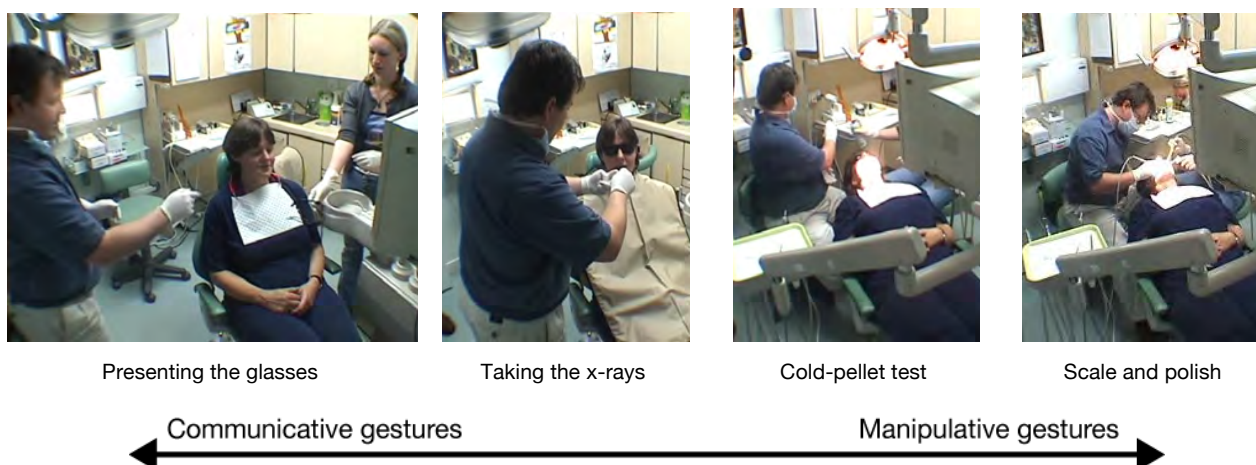 Presenting the glasses
Taking the x-rays
Cold-pellet test
Scale and polish
Communicative gestures
Manipulative gestures